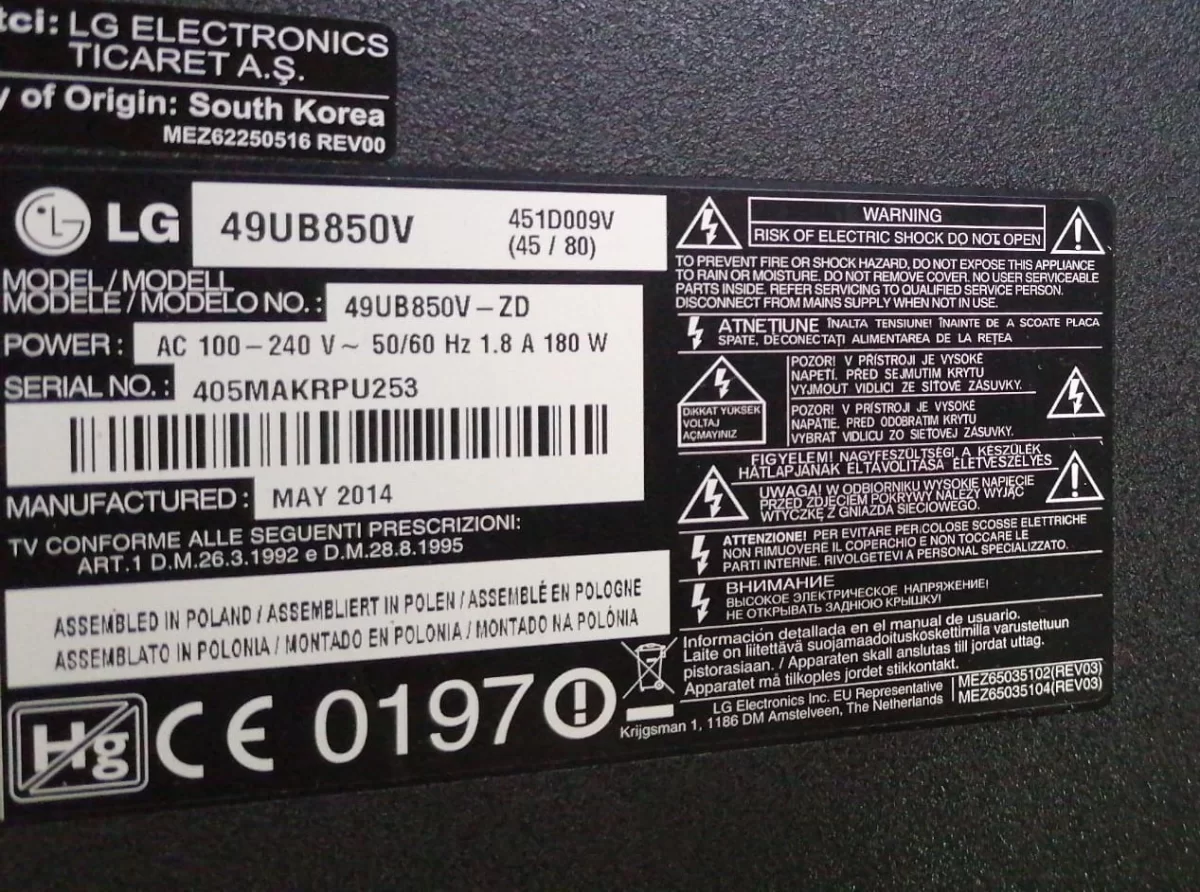 tci: LG ELECTRONICS
TICARET A.Ş.
y of Origin: South Korea
MEZ62250516 REV00
LG
49UB850V
451D009V
(45 / 80)
MODEL / MODELL
MODELE / MODELO NO. : 49UB850V-ZD
POWER : AC 100-240 V~ 50/60 Hz 1.8 A 180 W
SERIAL NO. : 405MAKRPU253
MANUFACTURED : MAY 2014
TV CONFORME ALLE SEGUENTI PRESCRIZIONI:
ART.1 D.M.26.3.1992 e D.M.28.8.1995
ASSEMBLED IN POLAND / ASSEMBLIERT IN POLEN / ASSEMBLÉ EN POLOGNE
ASSEMBLATO IN POLONIA / MONTADO EN POLONIA / MONTADO NA POLÓNIA
Hg
CE 0197
WARNING
RISK OF ELECTRIC SHOCK DO NOT OPEN
TO PREVENT FIRE OR SHOCK HAZARD, DO NOT EXPOSE THIS APPLIANCE
TO RAIN OR MOISTURE. DO NOT REMOVE COVER. NO USER SERVICEABLE
PARTS INSIDE. REFER SERVICING TO QUALIFIED SERVICE PERSON.
DISCONNECT FROM MAINS SUPPLY WHEN NOT IN USE.
ATNEŢIUNE ÎNALTA TENSIUNE! ÎNAINTE DE A SCOATE PLACA
SPATE, DECONECTAŢI ALIMENTAREA DE LA REŢEA
DİKKAT YÜKSEK
VOLTAJ
AÇMAYINIZ
POZOR! V PŘÍSTROJI JE VYSOKÉ
NAPĚTÍ. PŘED SEJMUTIM KRYTU
VYJMOUT VIDLICI ZE SÍŤOVÉ ZÁSUVKY.
POZOR! V PRÍSTROJI JE VYSOKÉ
NAPÄTIE. PRED ODOBRATIM KRYTU
VYBRAŤ VIDLICU ZO SIEŤOVEJ ZÁSUVKY.
FIGYELEM! NAGYFESZÜLTSÉG! A KÉSZÜLÉK
HÁTLAPJÁNAK ELTÁVOLÍTÁSA ÉLETVESZÉLYES
UWAGA! W ODBIORNIKU WYSOKIE NAPIĘCIE
PRZED ZDJĘCIEM POKRYWY NALEŻY WYJĄĆ
WTYCZKĘ Z GNIAZDA SIECIOWEGO.
ATTENZIONE! PER EVITARE PERICOLOSE SCOSSE ELETTRICHE
NON RIMUOVERE IL COPERCHIO E NON TOCCARE LE
PARTI INTERNE. RIVOLGETEVI A PERSONAL SPECIALIZZATO.
ВНИМАНИЕ
ВЫСОКОЕ ЭЛЕКТРИЧЕСКОЕ НАПРЯЖЕНИЕ!
НЕ ОТКРЫВАТЬ ЗАДНЮЮ КРЫШКУ!
Información detallada en el manual de usuario.
Laite on liitettävä suojamaadoituskoskettimilla varustettuun
pistorasiaan. / Apparaten skall anslutas till jordat uttag.
Apparatet må tilkoples jordet stikkontakt.
LG Electronics Inc. EU Representative
Krijgsman 1, 1186 DM Amstelveen, The Netherlands
MEZ65035102(REV03)
MEZ65035104(REV03)